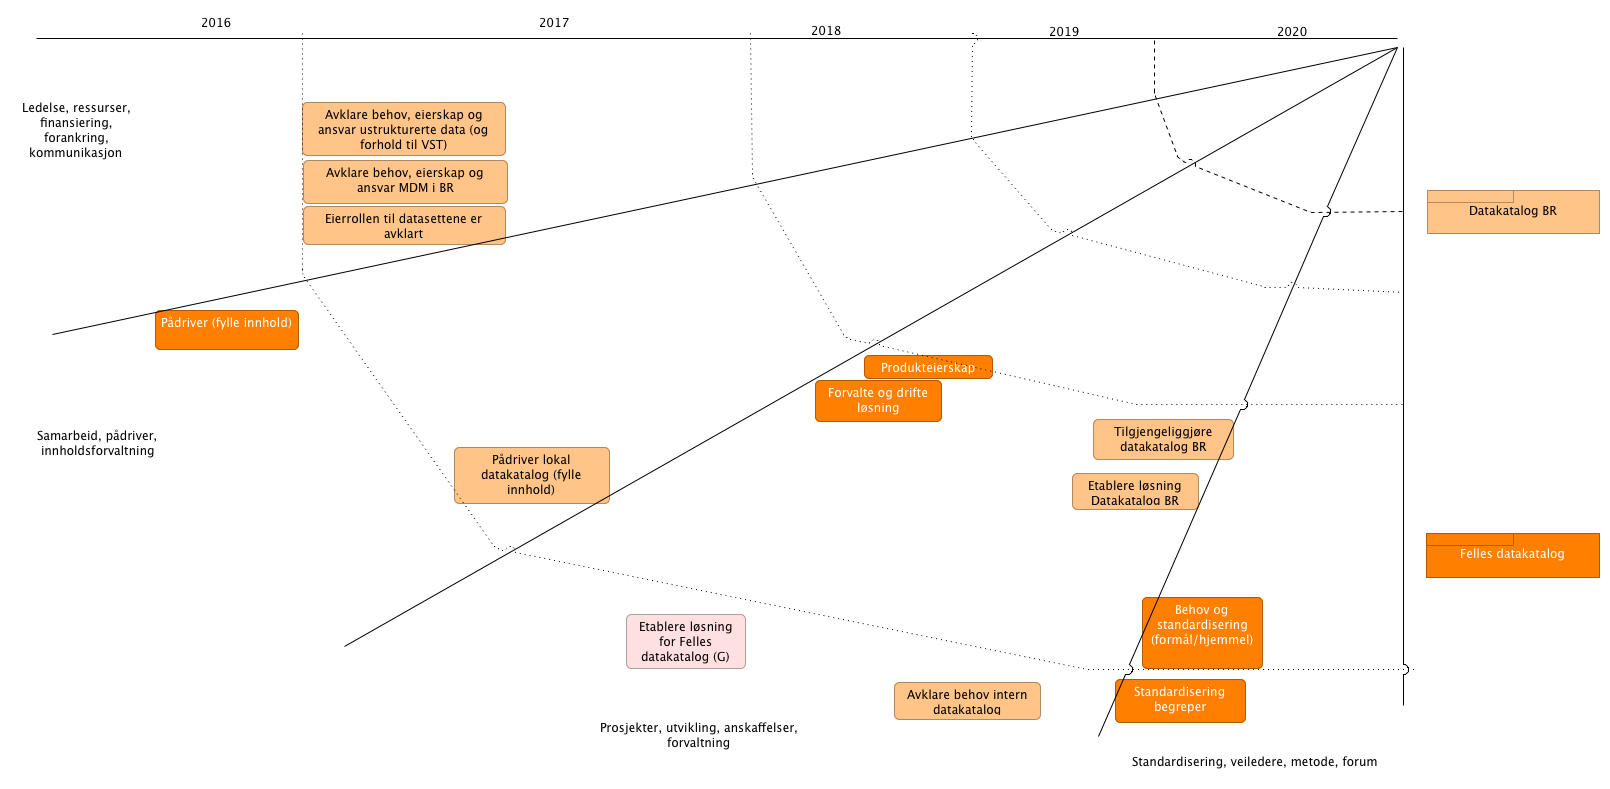 2016
2017
2018
2019
2020
Ledelse, ressurser,
finansiering,
forankring,
kommunikasjon
Avklare behov, eierskap og
ansvar ustrukturerte data (og
forhold til VST)
Avklare behov, eierskap og
ansvar MDM i BR
Eierrollen til datasettene er
avklart
Datakatalog BR
Pådriver (fylle innhold)
Produkteierskap
Forvalte og drifte
løsning
Samarbeid, pådriver,
innholdsforvaltning
Pådriver lokal
datakatalog (fylle
innhold)
Tilgjengeliggjøre
datakatalog BR
Etablere løsning
Datakatalog BR
Felles datakatalog
Etablere løsning
for Felles
datakatalog (G)
Behov og
standardisering
(formål/hjemmel)
Avklare behov intern
datakatalog
Standardisering
begreper
Prosjekter, utvikling, anskaffelser,
forvaltning
Standardisering, veiledere, metode, forum